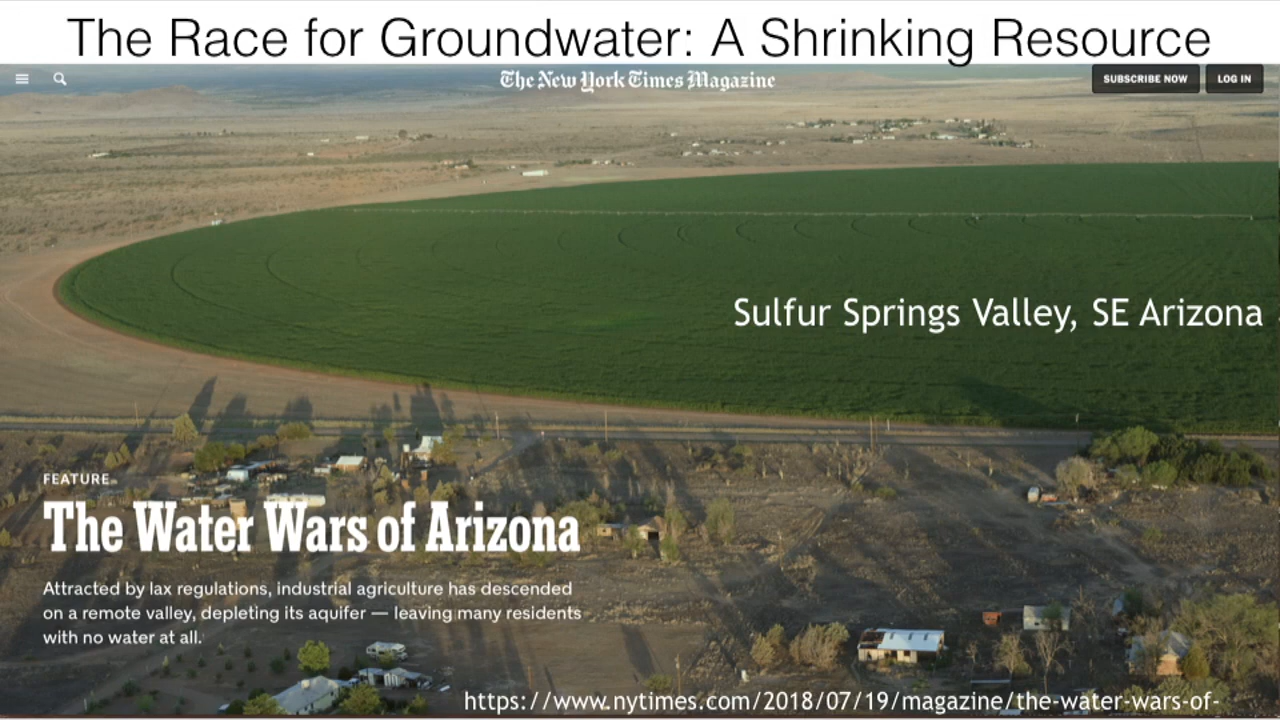 The Race for Groundwater: A Shrinking Resource
The New York Times Magazine
SUBSCRIBE NOW
LOG IN
Sulfur Springs Valley, SE Arizona
FEATURE
The Water Wars of Arizona
Attracted by lax regulations, industrial agriculture has descended
on a remote valley, depleting its aquifer — leaving many residents
with no water at all.
https://www.nytimes.com/2018/07/19/magazine/the-water-wars-of-